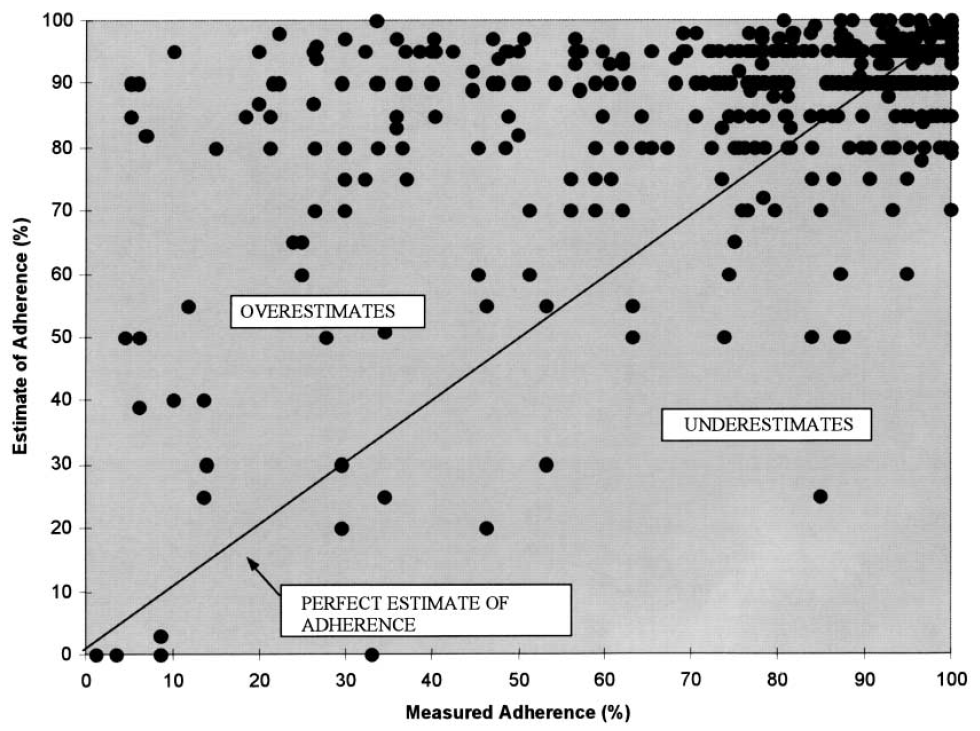 100
90
80
70
60
50
40
30
20
10
0
Estimate of Adherence (%)
OVERESTIMATES
UNDERESTIMATES
PERFECT ESTIMATE OF
ADHERENCE
0 10 20 30 40 50 60 70 80 90 100
Measured Adherence (%)